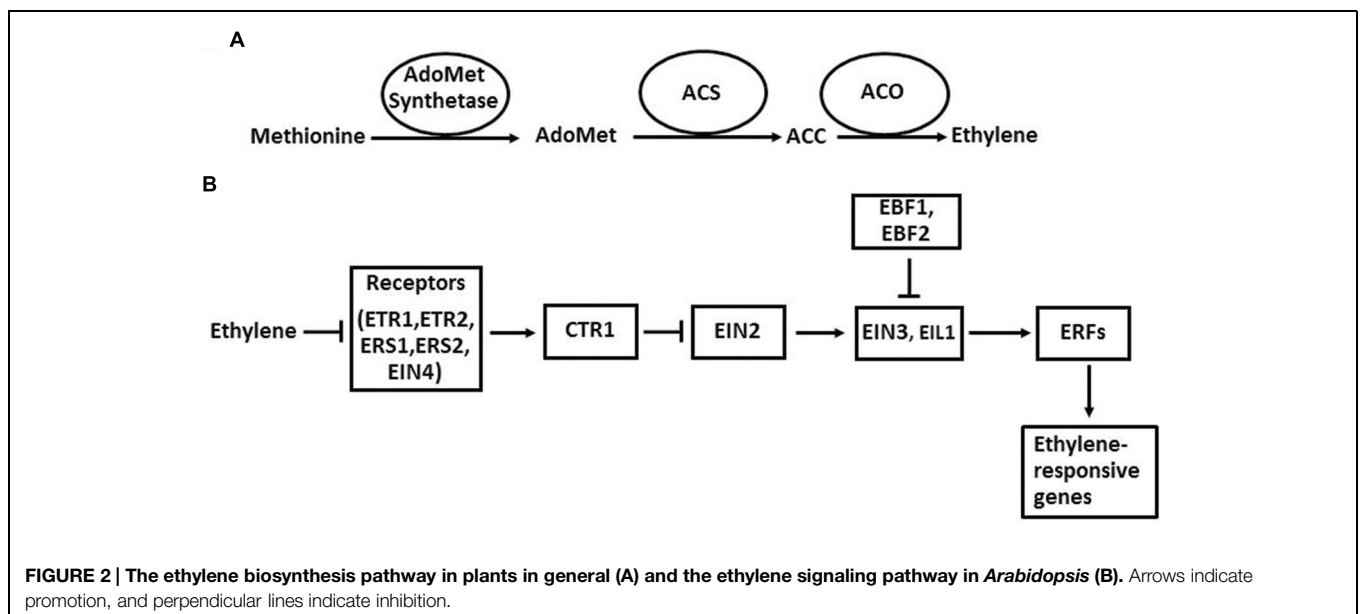 A
AdoMet
Synthetase
ACS
ACO
Methionine
AdoMet
ACC
Ethylene
B
EBF1,
EBF2
Ethylene
Receptors
(ETR1,ETR2,
ERS1,ERS2,
EIN4)
CTR1
EIN2
EIN3, EIL1
ERFs
Ethylene-
responsive
genes
FIGURE 2 | The ethylene biosynthesis pathway in plants in general (A) and the ethylene signaling pathway in Arabidopsis (B). Arrows indicate
promotion, and perpendicular lines indicate inhibition.